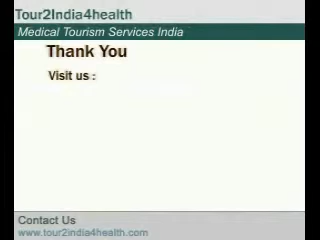 Tour2India4health
Medical Tourism Services India
Thank You
Visit us :
Contact Us
www.tour2india4health.com